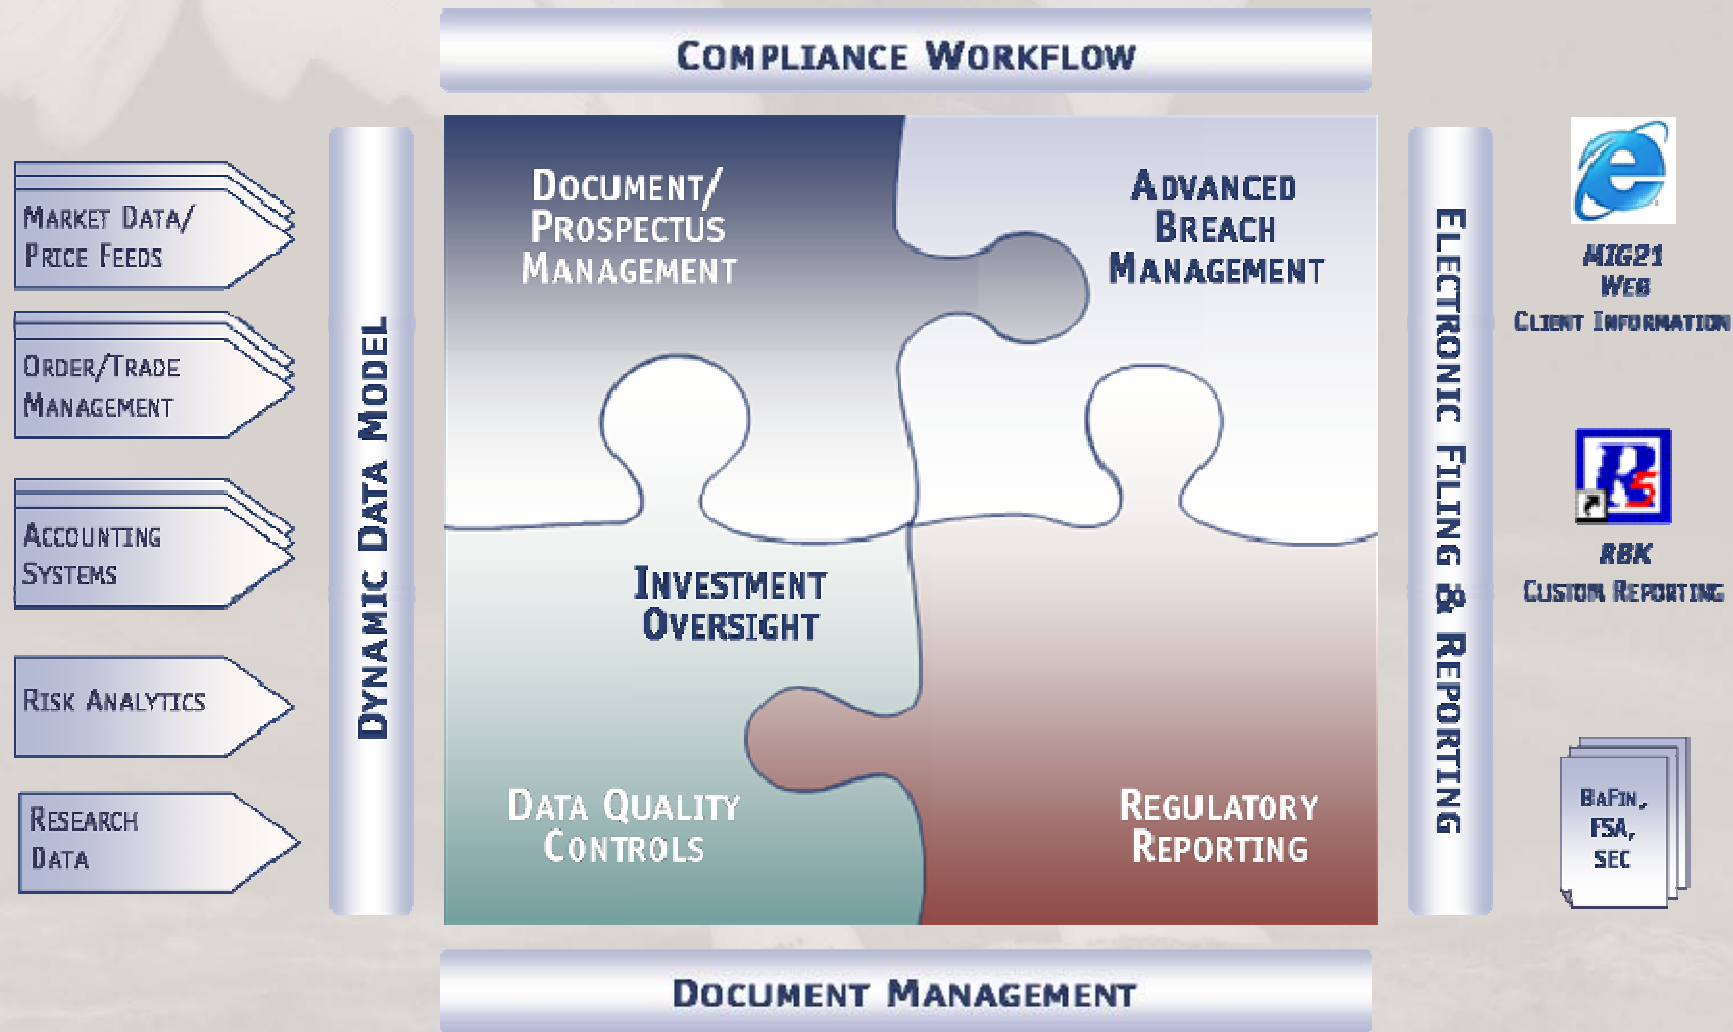 COMPLIANCE WORKFLOW
MARKET DATA/
PRICE FEEDS
ORDER/TRADE
MANAGEMENT
ACCOUNTING
SYSTEMS
RISK ANALYTICS
RESEARCH
DATA
DYNAMIC DATA MODEL
DOCUMENT/
PROSPECTUS
MANAGEMENT
ADVANCED
BREACH
MANAGEMENT
INVESTMENT
OVERSIGHT
DATA QUALITY
CONTROLS
REGULATORY
REPORTING
ELECTRONIC FILING & REPORTING
MIG21
WEB
CLIENT INFORMATION
R5
RBK
CUSTOM REPORTING
BAFIN,
FSA,
SEC
DOCUMENT MANAGEMENT